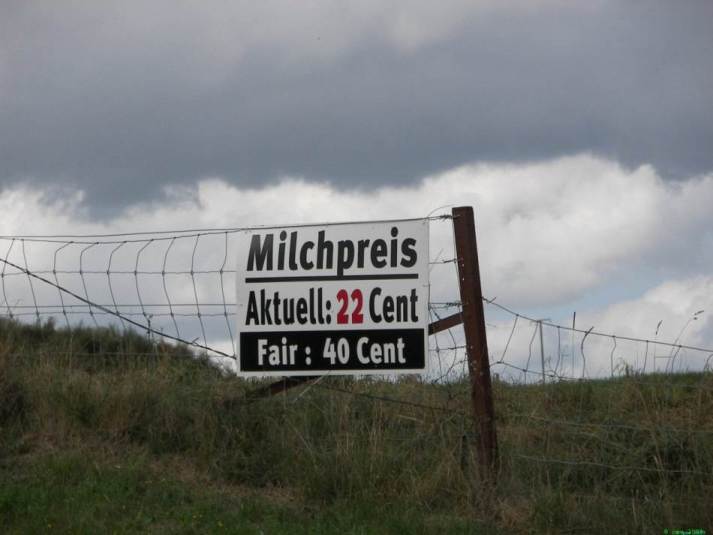 Milchpreis
Aktuell: 22 Cent
Fair : 40 Cent